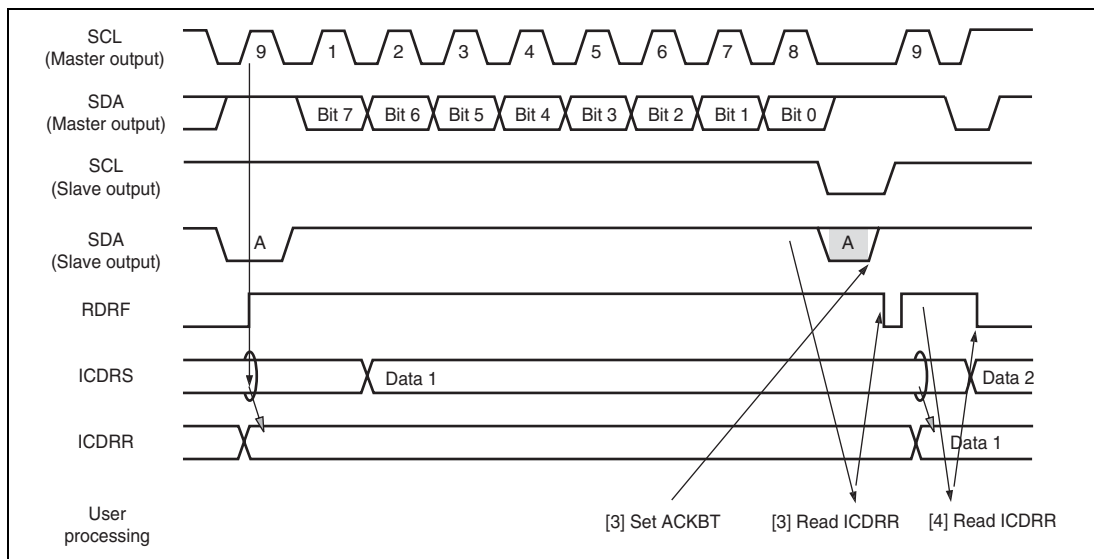 SCL
(Master output)
9 1 2 3 4 5 6 7 8 9
SDA
(Master output)
Bit 7 Bit 6 Bit 5 Bit 4 Bit 3 Bit 2 Bit 1 Bit 0
SCL
(Slave output)
SDA
(Slave output)
A A
RDRF
ICDRS
Data 1 Data 2
ICDRR
Data 1
User
processing
[3] Set ACKBT [3] Read ICDRR [4] Read ICDRR